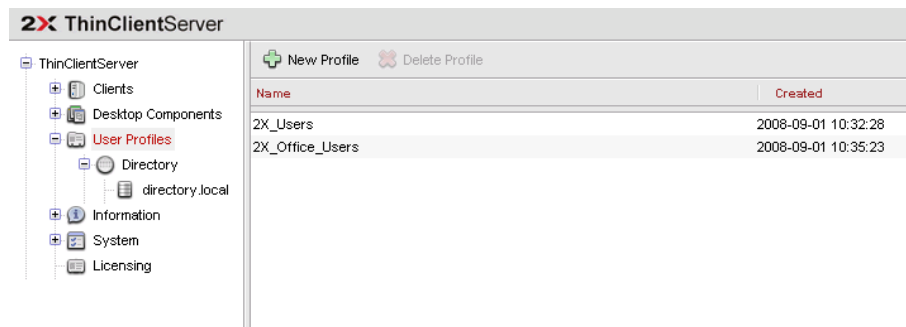 2X ThinClientServer
ThinClientServer
Clients
Desktop Components
User Profiles
Directory
directory.local
Information
System
Licensing
New Profile Delete Profile
Name Created
2X_Users 2008-09-01 10:32:28
2X_Office_Users 2008-09-01 10:35:23